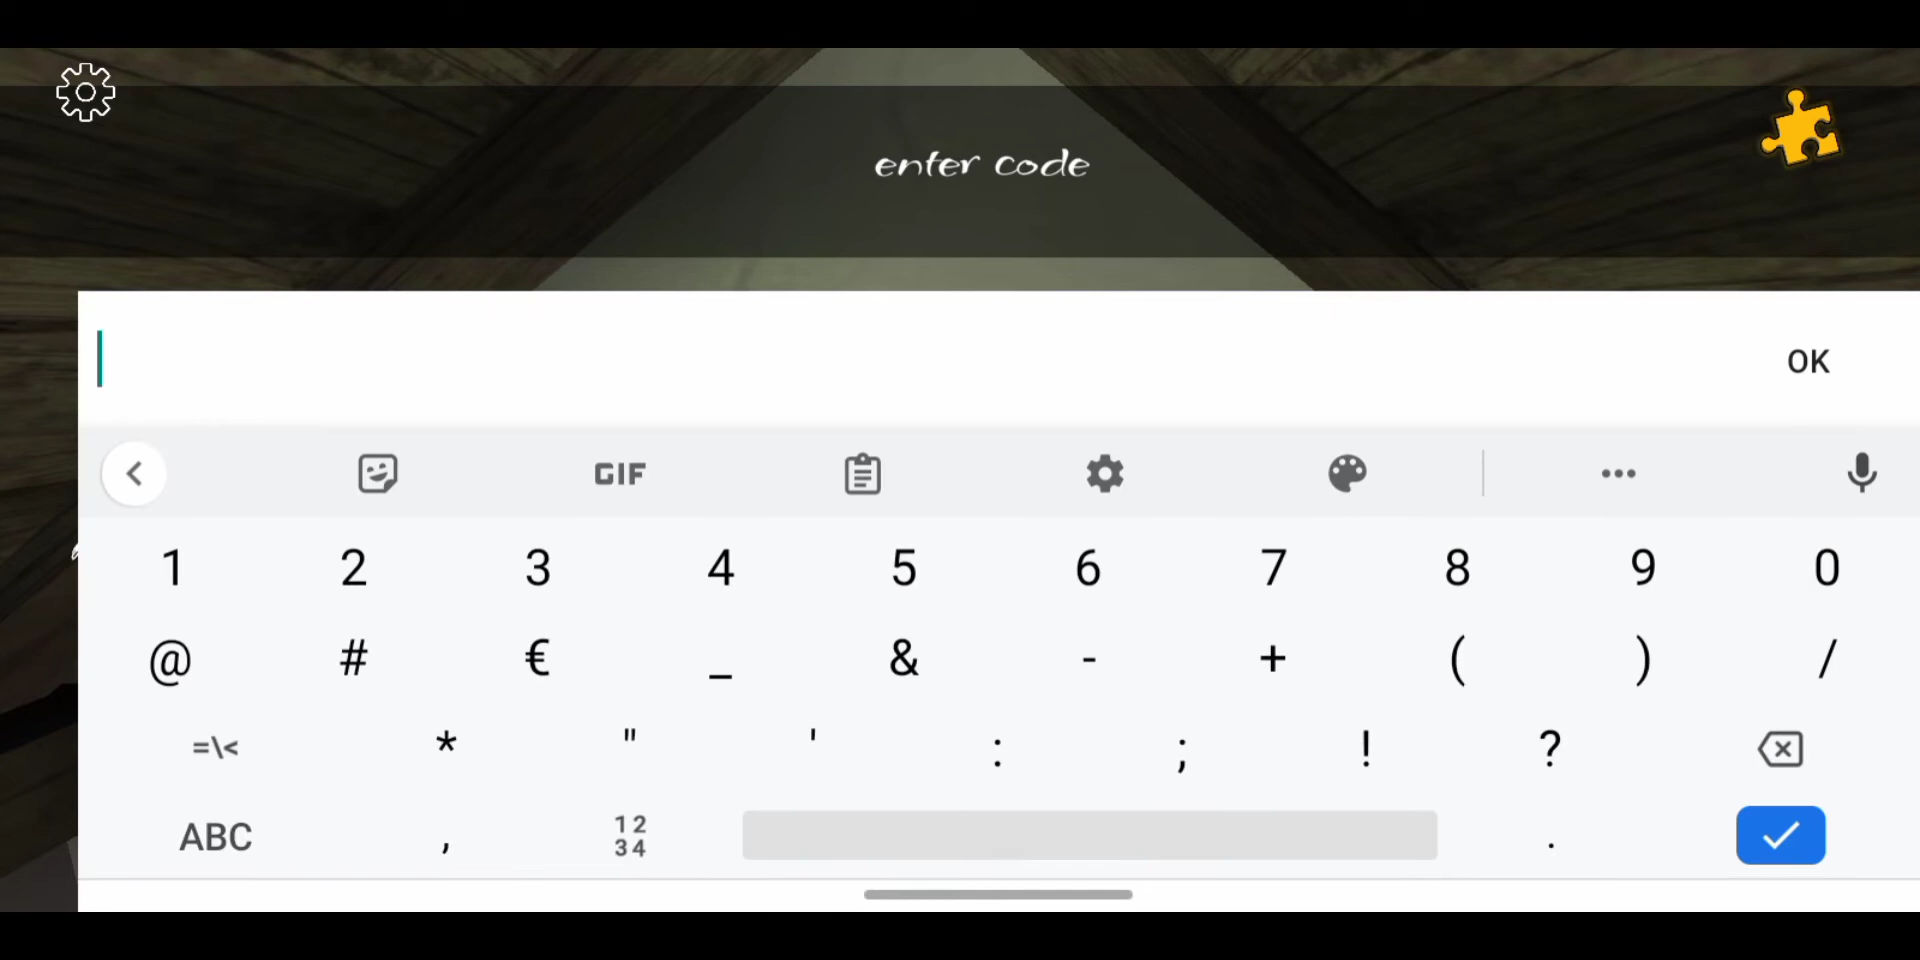 enter code
OK
GIF
1 2 3 4 5 6 7 8 9 0
@ # € _ & - + ( ) /
=\< * " ' : ; ! ?
ABC , 12 34 .